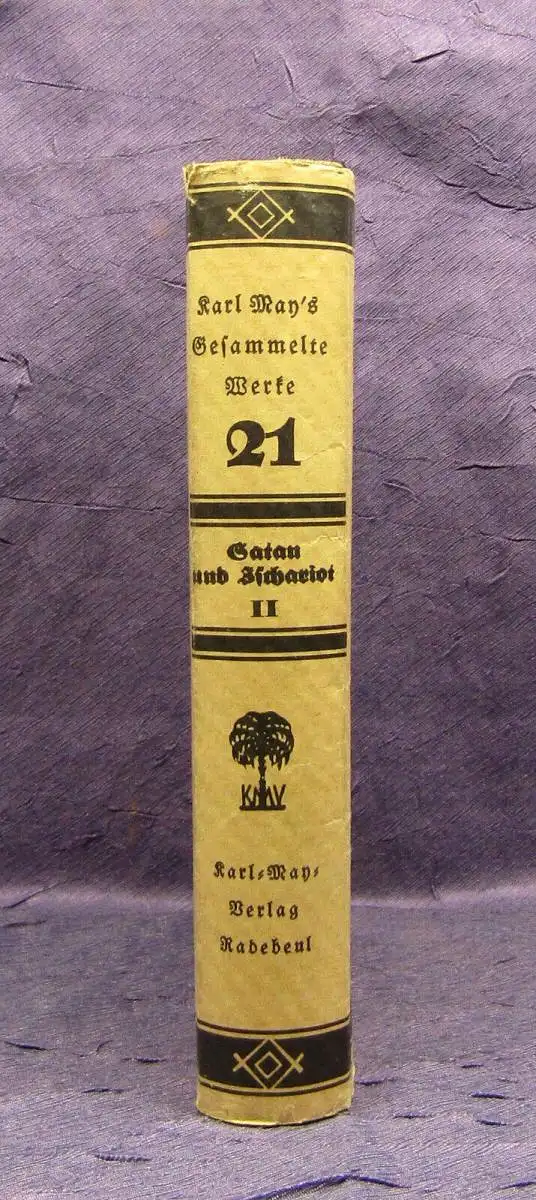 Karl May's
Gesammelte
Werke
21
Satan
und Ischariot
II
KMV
Karl-May-
Verlag
Radebeul